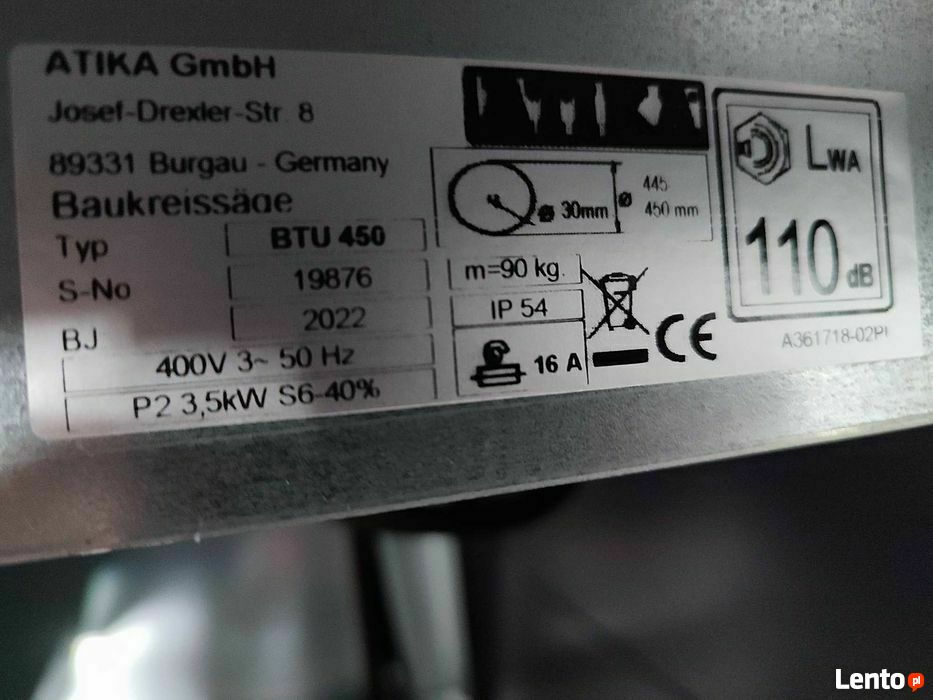 ATIKA GmbH
Josef-Drexler-Str. 8
89331 Burgau - Germany
Baukreissäge
Typ BTU 450
S-No 19876
BJ 2022
400V 3~ 50 Hz
P2 3,5kW S6-40%
ø 30mm ø 445
450 mm
m=90 kg.
IP 54
16 A
CE
LWA
110 dB
A361718-02PI
Lento pl